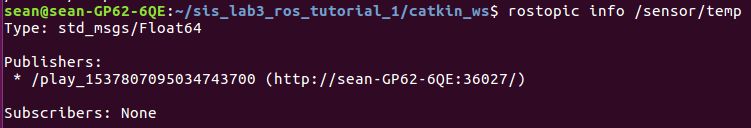 sean@sean-GP62-6QE:~/sis_lab3_ros_tutorial_1/catkin_ws$ rostopic info /sensor/temp
Type: std_msgs/Float64

Publishers:
 * /play_1537807095034743700 (http://sean-GP62-6QE:36027/)

Subscribers: None